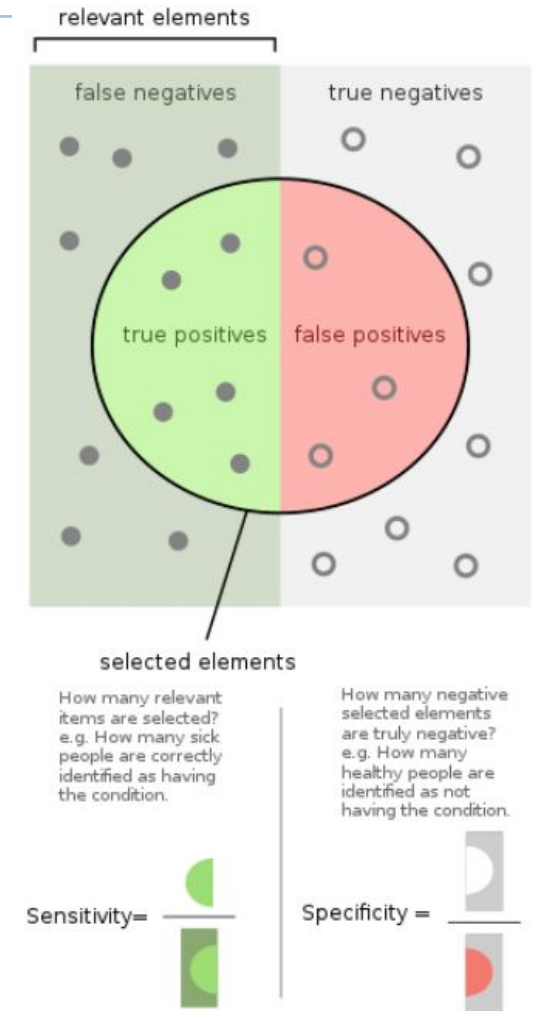 relevant elements
false negatives
true negatives
true positives
false positives
selected elements
How many relevant
items are selected?
e.g. How many sick
people are correctly
identified as having
the condition.
How many negative
selected elements
are truly negative?
e.g. How many
healthy people are
identified as not
having the condition.
Sensitivity=
Specificity =